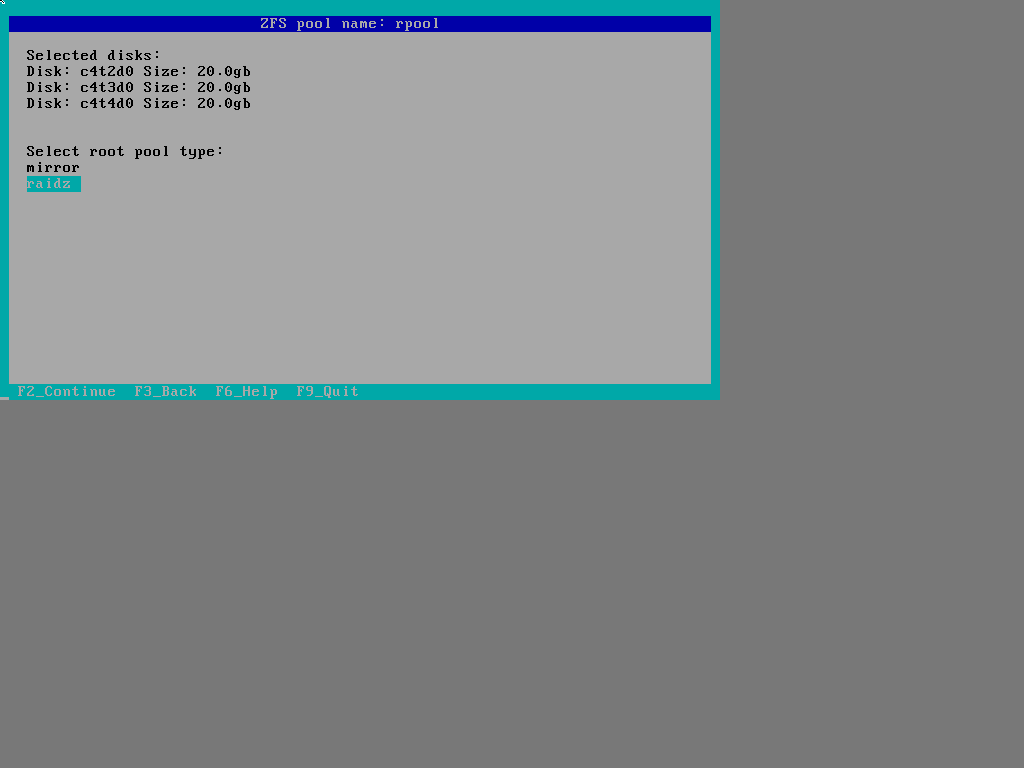 ZFS pool name: rpool
Selected disks:
Disk: c4t2d0 Size: 20.0gb
Disk: c4t3d0 Size: 20.0gb
Disk: c4t4d0 Size: 20.0gb
Select root pool type:
mirror
raidz
F2_Continue F3_Back F6_Help F9_Quit